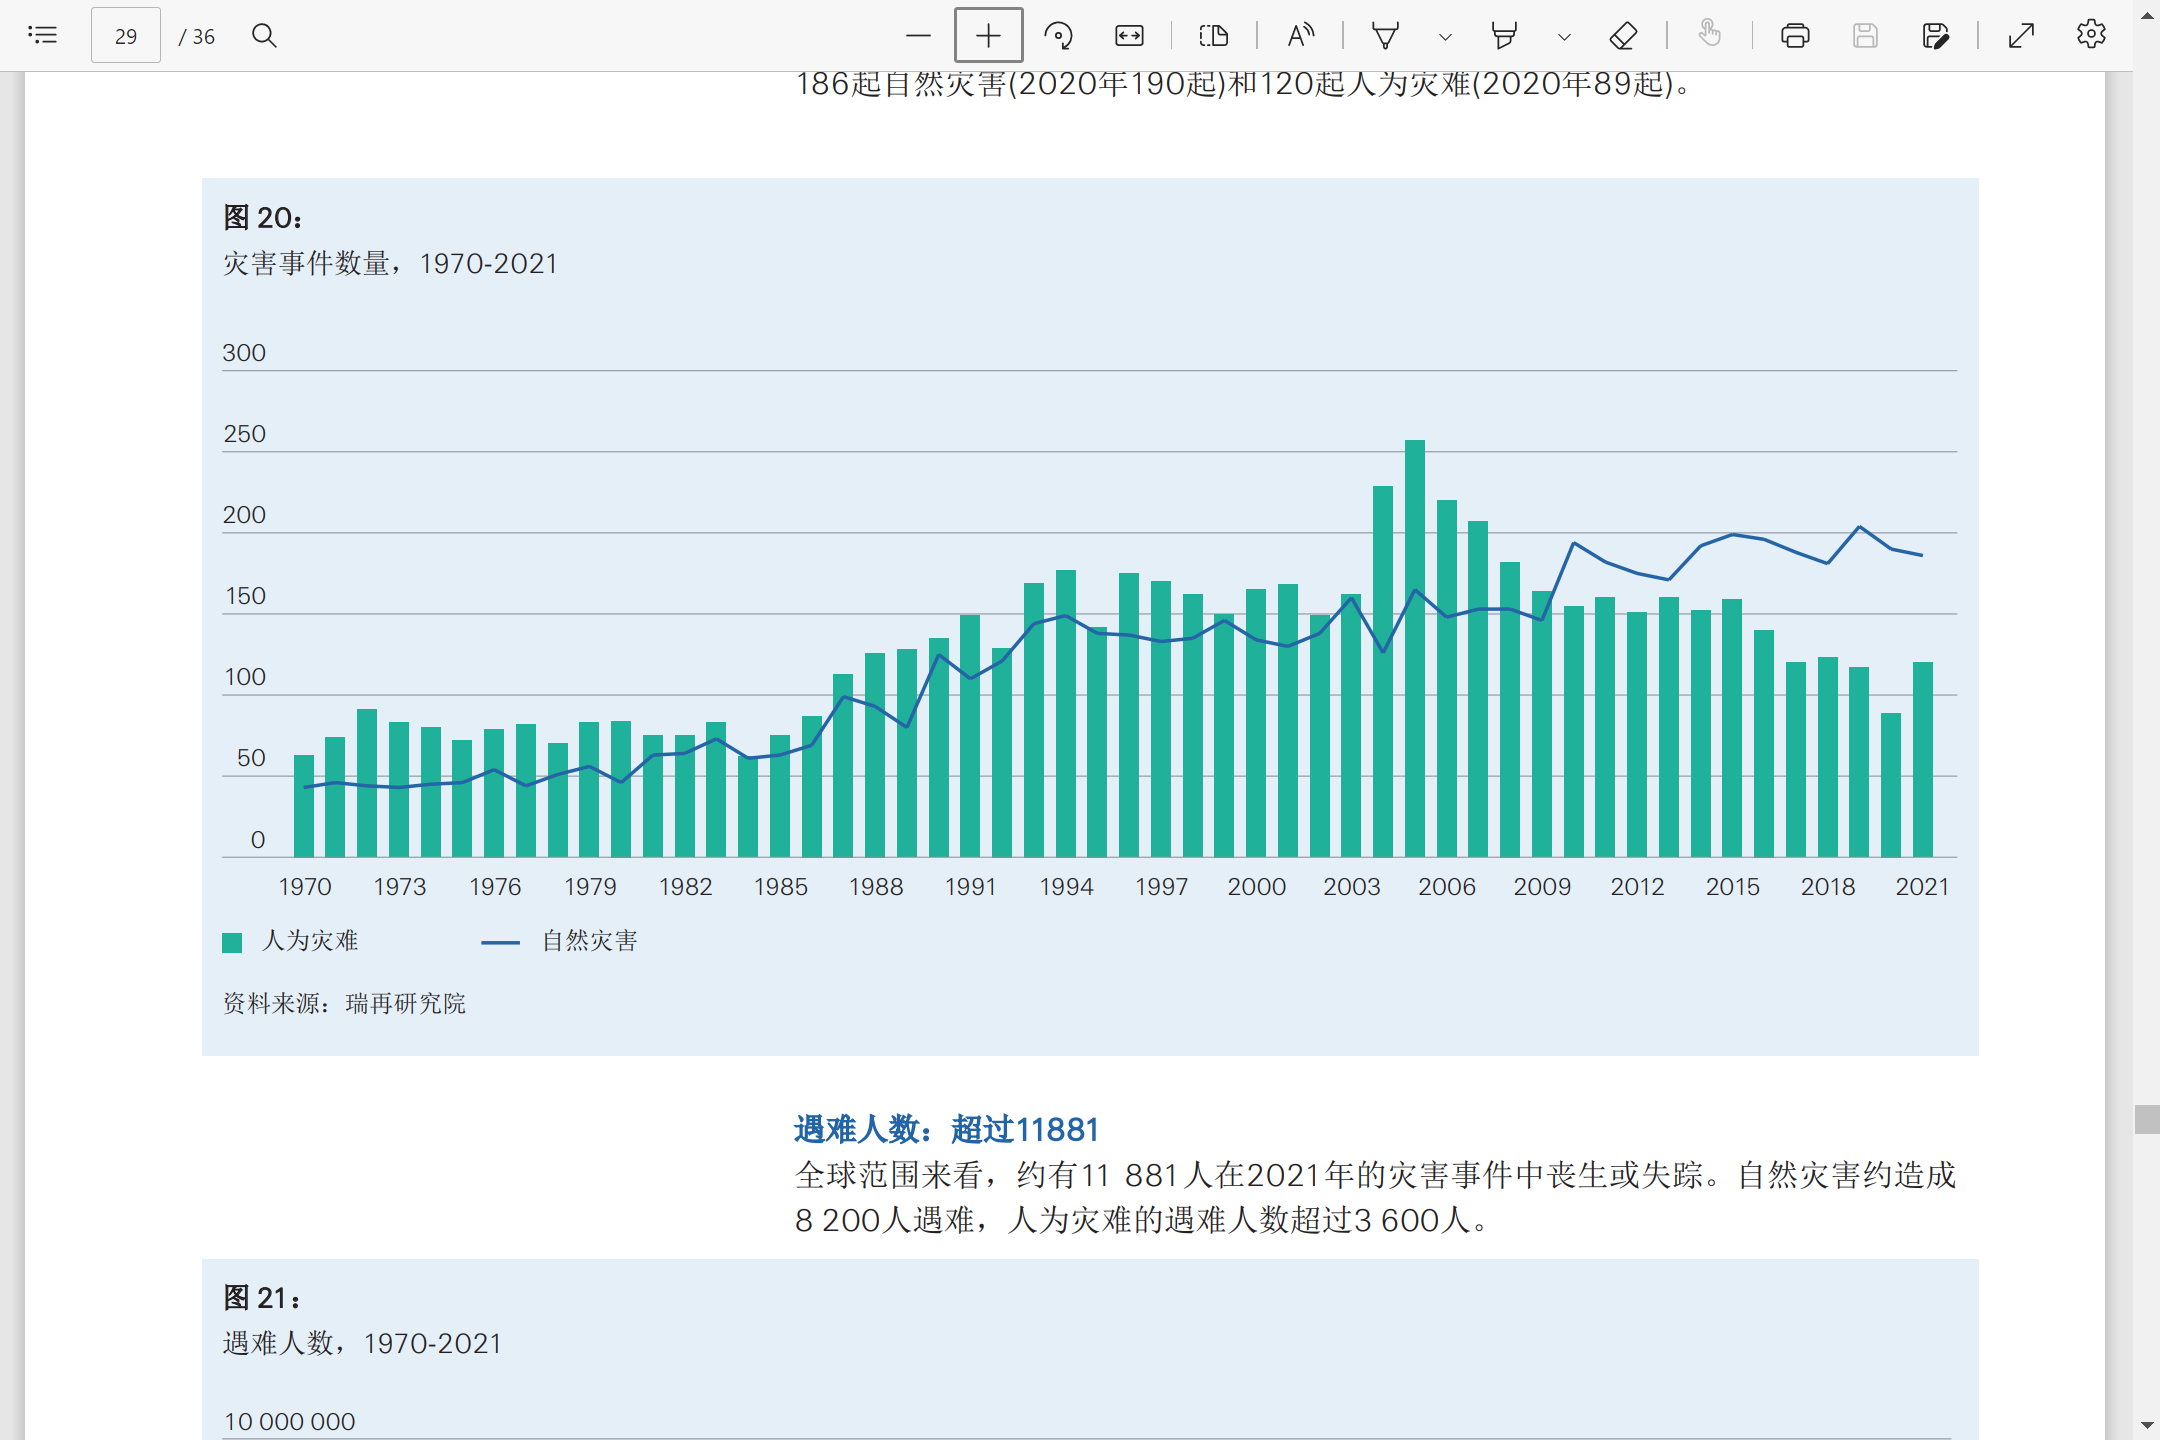 29
/ 36
186起自然灾害(2020年190起)和120起人为灾难(2020年89起)。
图 20：
灾害事件数量，1970-2021
300
250
200
150
100
50
0
1970 1973 1976 1979 1982 1985 1988 1991 1994 1997 2000 2003 2006 2009 2012 2015 2018 2021
人为灾难 自然灾害
资料来源：瑞再研究院
遇难人数：超过11881
全球范围来看，约有11 881人在2021年的灾害事件中丧生或失踪。自然灾害约造成
8 200人遇难，人为灾难的遇难人数超过3 600人。
图 21：
遇难人数，1970-2021
10 000 000